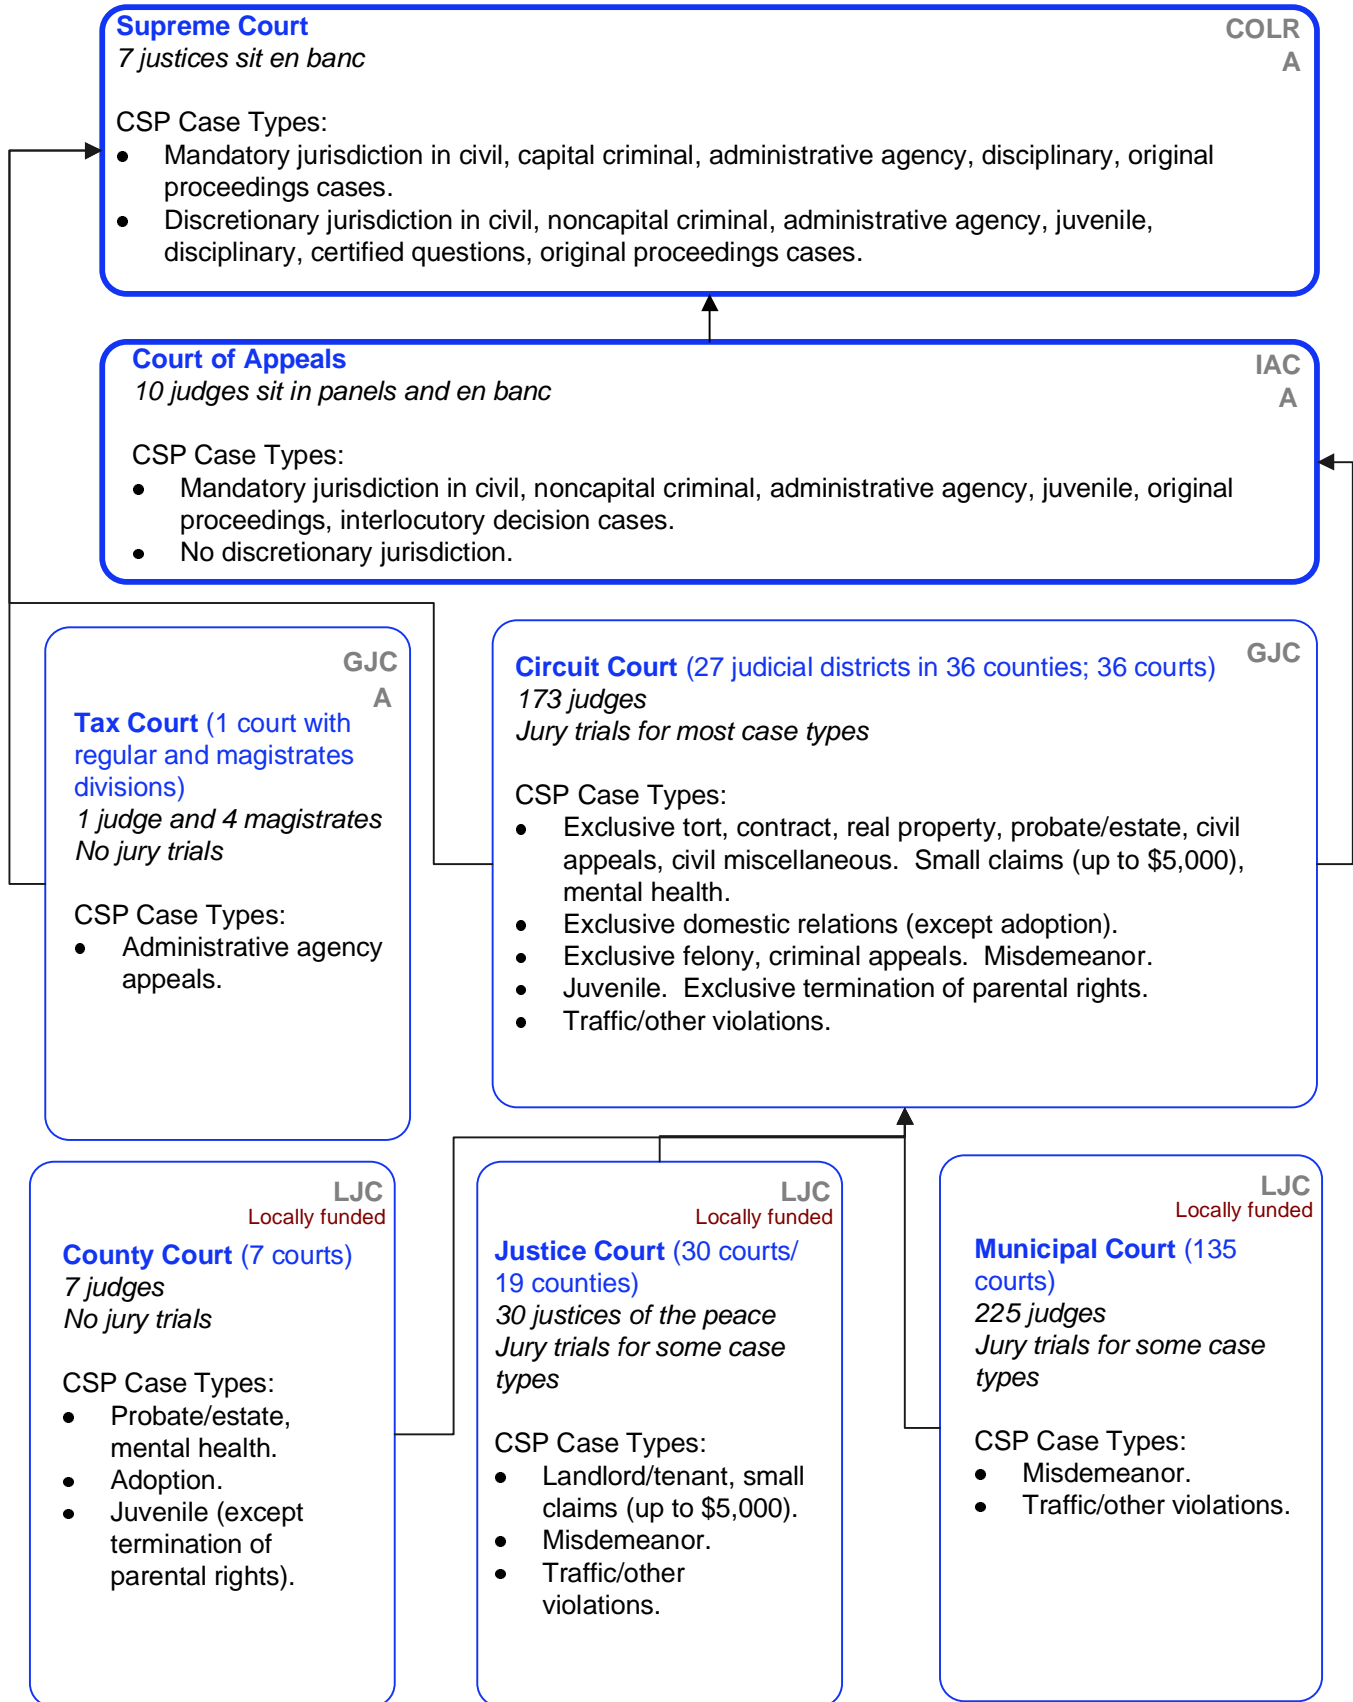 Supreme Court
COLR
7 justices sit en banc
A
CSP Case Types:
● Mandatory jurisdiction in civil, capital criminal, administrative agency, disciplinary, original
proceedings cases.
● Discretionary jurisdiction in civil, noncapital criminal, administrative agency, juvenile,
disciplinary, certified questions, original proceedings cases.
Court of Appeals
IAC
10 judges sit in panels and en banc
A
CSP Case Types:
● Mandatory jurisdiction in civil, noncapital criminal, administrative agency, juvenile, original
proceedings, interlocutory decision cases.
● No discretionary jurisdiction.
GJC
A
Tax Court (1 court with
regular and magistrates
divisions)
1 judge and 4 magistrates
No jury trials
CSP Case Types:
● Administrative agency
appeals.
Circuit Court (27 judicial districts in 36 counties; 36 courts)
GJC
173 judges
Jury trials for most case types
CSP Case Types:
● Exclusive tort, contract, real property, probate/estate, civil
appeals, civil miscellaneous. Small claims (up to $5,000),
mental health.
● Exclusive domestic relations (except adoption).
● Exclusive felony, criminal appeals. Misdemeanor.
● Juvenile. Exclusive termination of parental rights.
● Traffic/other violations.
LJC
Locally funded
County Court (7 courts)
7 judges
No jury trials
CSP Case Types:
● Probate/estate,
mental health.
● Adoption.
● Juvenile (except
termination of
parental rights).
LJC
Locally funded
Justice Court (30 courts/
19 counties)
30 justices of the peace
Jury trials for some case
types
CSP Case Types:
● Landlord/tenant, small
claims (up to $5,000).
● Misdemeanor.
● Traffic/other
violations.
LJC
Locally funded
Municipal Court (135
courts)
225 judges
Jury trials for some case
types
CSP Case Types:
● Misdemeanor.
● Traffic/other violations.